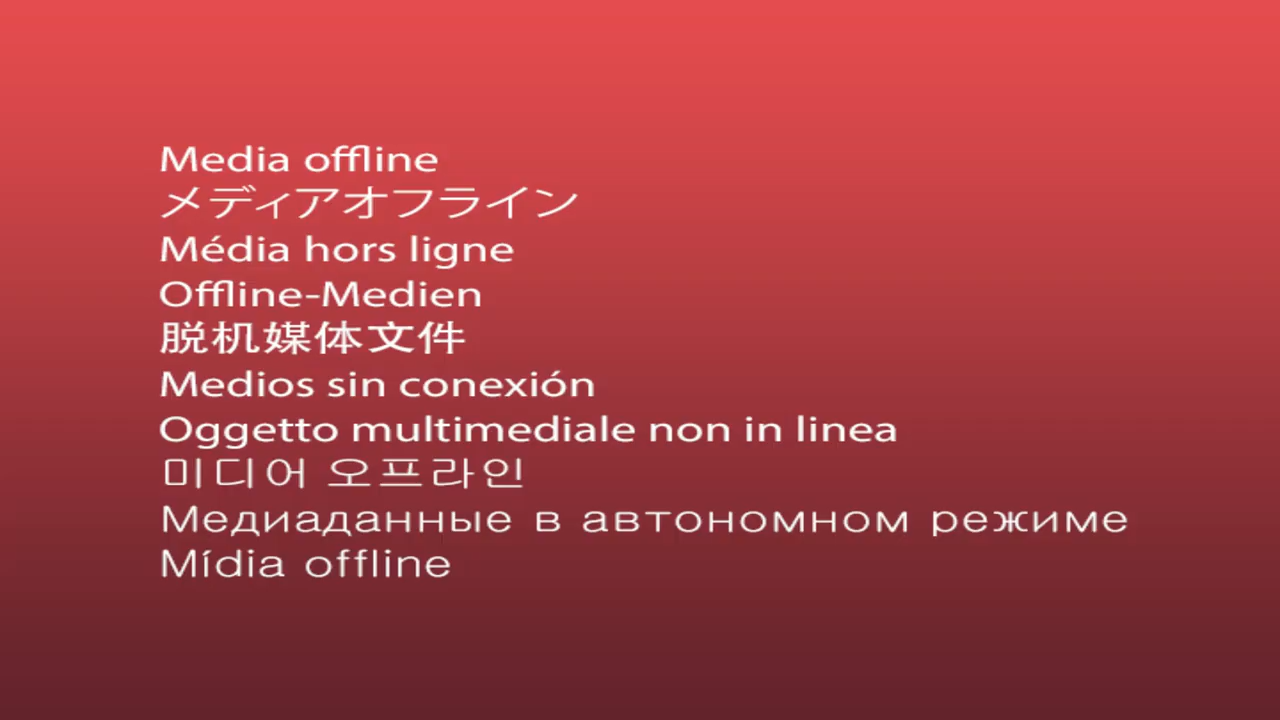 Media offline
メディアオフライン
Média hors ligne
Offline-Medien
脱机媒体文件
Medios sin conexión
Oggetto multimediale non in linea
미디어 오프라인
Медиаданные в автономном режиме
Mídia offline